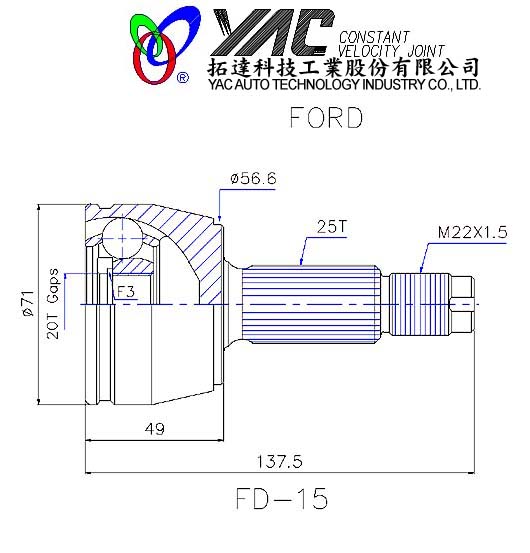 YAC CONSTANT
VELOCITY JOINT
®
拓達科技工業股份有限公司
YAC AUTO TECHNOLOGY INDUSTRY CO., LTD.
FORD
ø56.6
25T
M22X1.5
ø71
20T Gaps
F3
49
137.5
FD-15